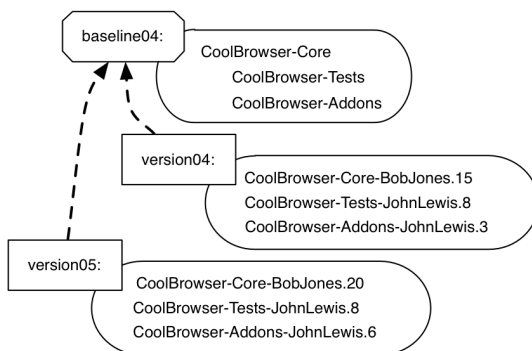 baseline04:
CoolBrowser-Core
CoolBrowser-Tests
CoolBrowser-Addons
version04:
CoolBrowser-Core-BobJones.15
CoolBrowser-Tests-JohnLewis.8
CoolBrowser-Addons-JohnLewis.3
version05:
CoolBrowser-Core-BobJones.20
CoolBrowser-Tests-JohnLewis.8
CoolBrowser-Addons-JohnLewis.6